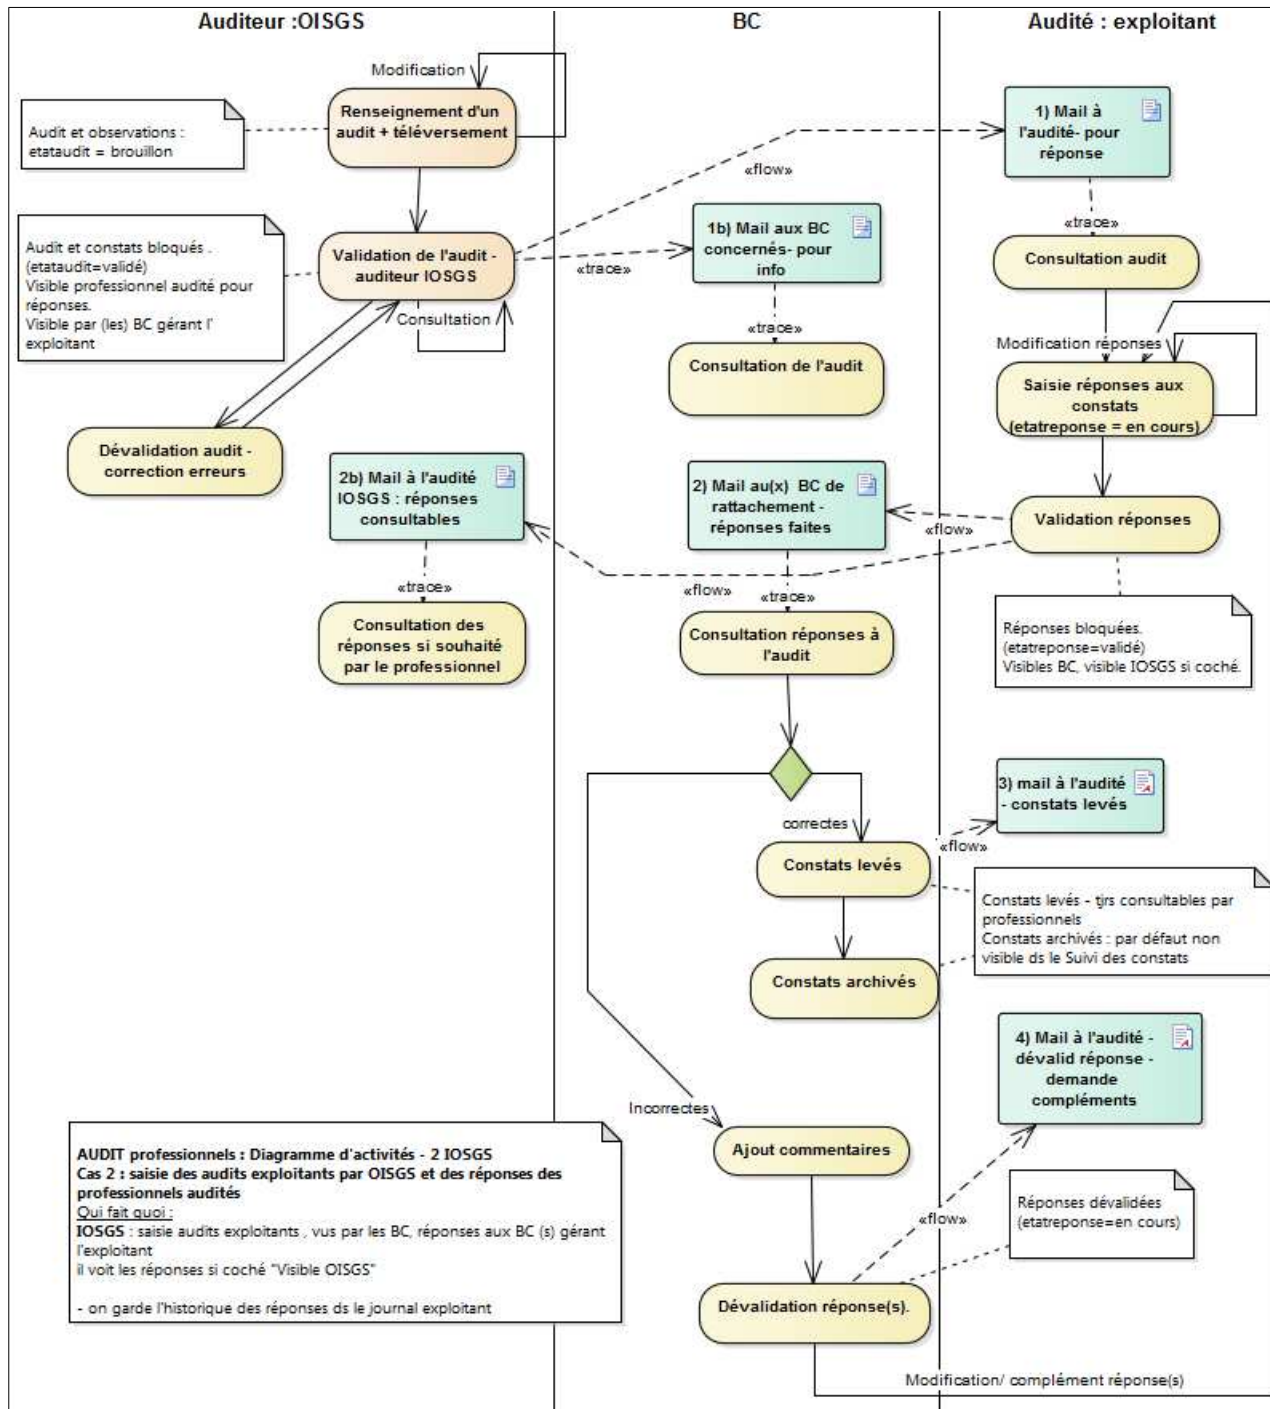 Auditeur :OISGS
BC
Audité : exploitant
Modification
Renseignement d'un
audit + téléversement
Audit et observations :
etataudit = brouillon
1) Mail à
l'audité- pour
réponse
«flow»
«trace»
Audit et constats bloqués .
(etataudit=validé)
Visible professionnel audité pour
réponses.
Visible par (les) BC gérant l'
exploitant
Validation de l'audit -
auditeur IOSGS
«trace»
1b) Mail aux BC
concernés- pour
info
Consultation audit
Consultation
«trace»
Modification réponses
Consultation de l'audit
Saisie réponses aux
constats
(etatreponse = en cours)
Dévalidation audit -
correction erreurs
2b) Mail à l'audité
IOSGS : réponses
consultables
2) Mail au(x) BC de
rattachement -
réponses faites
«flow»
Validation réponses
«trace»
«flow»
«trace»
Consultation des
réponses si souhaité
par le professionnel
Consultation réponses à
l'audit
Réponses bloquées.
(etatreponse=validé)
Visibles BC, visible IOSGS si coché.
3) mail à l'audité
- constats levés
correctes
«flow»
Constats levés
Constats levés - tjrs consultables par
professionnels
Constats archivés : par défaut non
visible ds le Suivi des constats
Constats archivés
4) Mail à l'audité -
dévalid réponse -
demande
compléments
Incorrectes
Ajout commentaires
AUDIT professionnels : Diagramme d'activités - 2 IOSGS
Cas 2 : saisie des audits exploitants par OISGS et des réponses des
professionnels audités
Qui fait quoi :
IOSGS : saisie audits exploitants , vus par les BC, réponses aux BC (s) gérant
l'exploitant
il voit les réponses si coché "Visible OISGS"
- on garde l'historique des réponses ds le journal exploitant
«flow»
Réponses dévalidées
(etatreponse=en cours)
Dévalidation réponse(s).
Modification/ complément réponse(s)